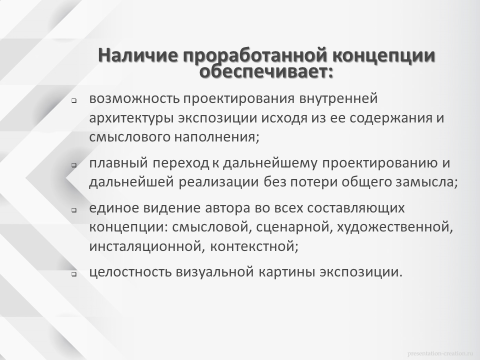 Наличие проработанной концепции
обеспечивает:
возможность проектирования внутренней
архитектуры экспозиции исходя из ее содержания и
смыслового наполнения;
плавный переход к дальнейшему проектированию и
дальнейшей реализации без потери общего замысла;
единое видение автора во всех составляющих
концепции: смысловой, сценарной, художественной,
инсталяционной, контекстной;
целостность визуальной картины экспозиции.